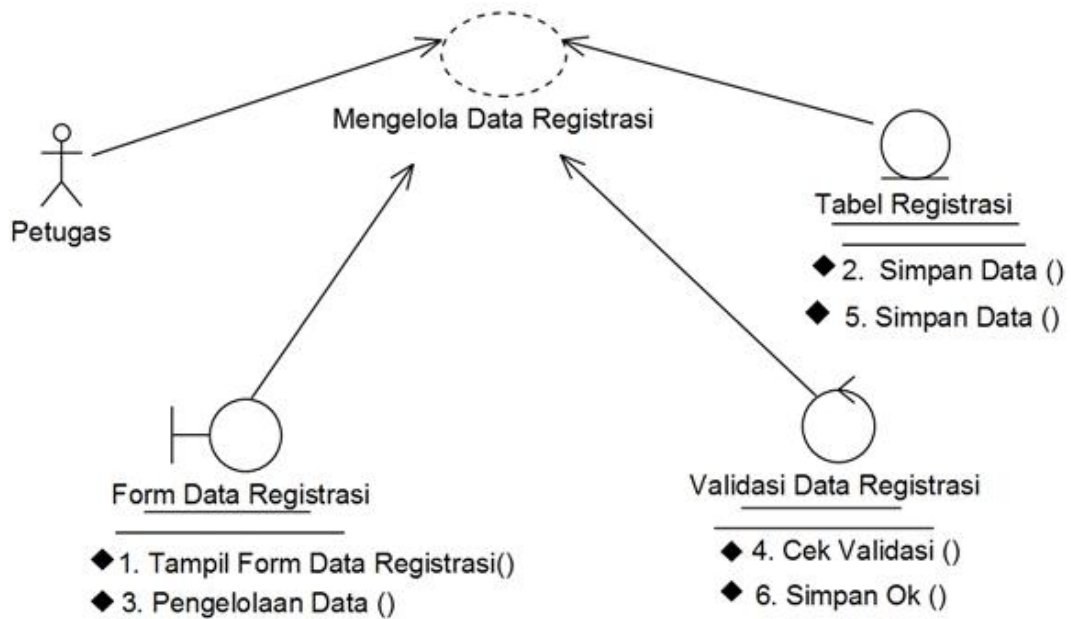 Mengelola Data Registrasi
Petugas
Tabel Registrasi
2. Simpan Data ()
5. Simpan Data ()
Form Data Registrasi
1. Tampil Form Data Registrasi()
3. Pengelolaan Data ()
Validasi Data Registrasi
4. Cek Validasi ()
6. Simpan Ok ()